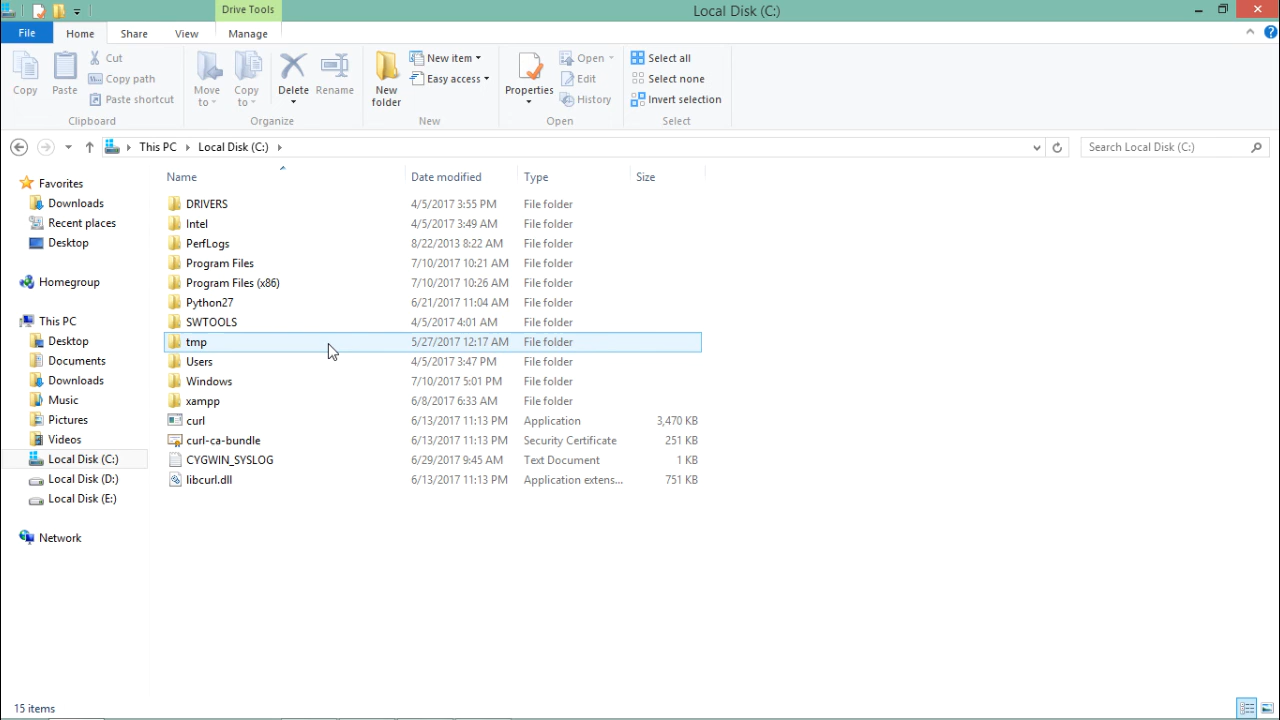 Drive Tools
Local Disk (C:)
File
Home
Share
View
Manage
Copy
Paste
Cut
Copy path
Paste shortcut
Clipboard
Move to
Copy to
Delete
Rename
Organize
New folder
New item
Easy access
New
Properties
Open
Edit
History
Open
Select all
Select none
Invert selection
Select
This PC
Local Disk (C:)
Search Local Disk (C:)
Favorites
Downloads
Recent places
Desktop
Homegroup
This PC
Desktop
Documents
Downloads
Music
Pictures
Videos
Local Disk (C:)
Local Disk (D:)
Local Disk (E:)
Network
Name Date modified Type Size
DRIVERS 4/5/2017 3:55 PM File folder
Intel 4/5/2017 3:49 AM File folder
PerfLogs 8/22/2013 8:22 AM File folder
Program Files 7/10/2017 10:21 AM File folder
Program Files (x86) 7/10/2017 10:26 AM File folder
Python27 6/21/2017 11:04 AM File folder
SWTOOLS 4/5/2017 4:01 AM File folder
tmp 5/27/2017 12:17 AM File folder
Users 4/5/2017 3:47 PM File folder
Windows 7/10/2017 5:01 PM File folder
xampp 6/8/2017 6:33 AM File folder
curl 6/13/2017 11:13 PM Application 3,470 KB
curl-ca-bundle 6/13/2017 11:13 PM Security Certificate 251 KB
CYGWIN_SYSLOG 6/29/2017 9:45 AM Text Document 1 KB
libcurl.dll 6/13/2017 11:13 PM Application extens... 751 KB
15 items